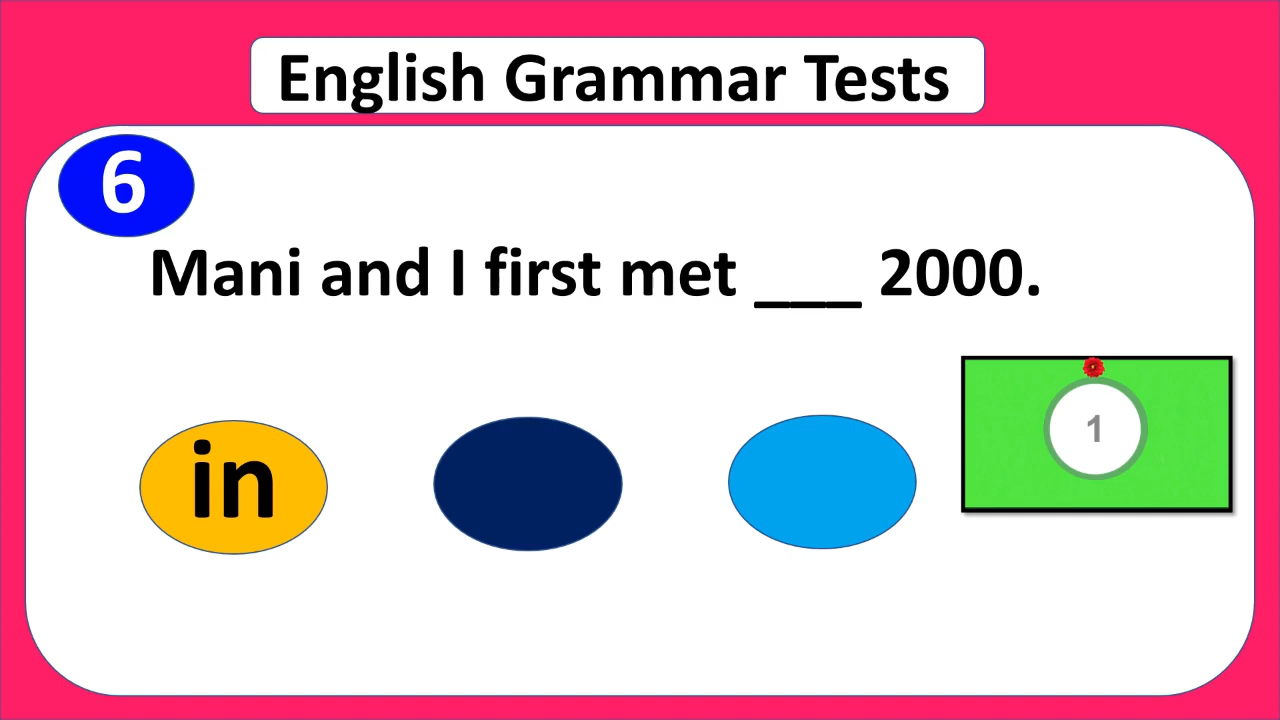 English Grammar Tests
6
Mani and I first met ___ 2000.
in
1